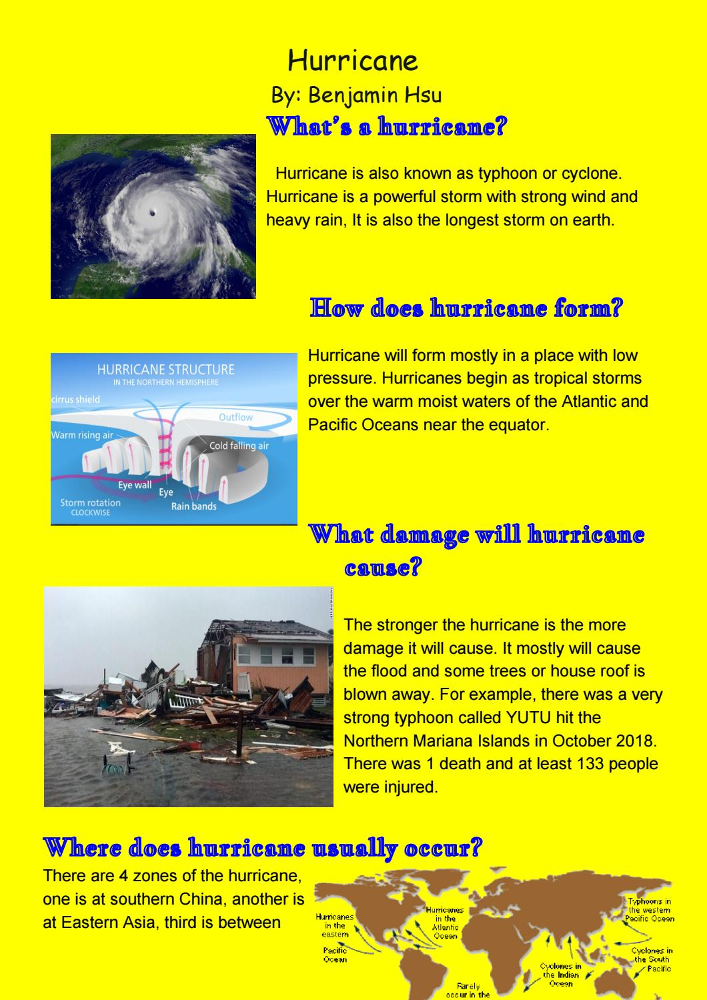 Hurricane
By: Benjamin Hsu
What's a hurricane?
Hurricane is also known as typhoon or cyclone.
Hurricane is a powerful storm with strong wind and
heavy rain, It is also the longest storm on earth.
How does hurricane form?
Hurricane will form mostly in a place with low
pressure. Hurricanes begin as tropical storms
over the warm moist waters of the Atlantic and
Pacific Oceans near the equator.
HURRICANE STRUCTURE
IN THE NORTHERN HEMISPHERE
cirrus shield
Outflow
Warm rising air
Cold falling air
Eye wall
Eye
Rain bands
Storm rotation
CLOCKWISE
What damage will hurricane
cause?
The stronger the hurricane is the more
damage it will cause. It mostly will cause
the flood and some trees or house roof is
blown away. For example, there was a very
strong typhoon called YUTU hit the
Northern Mariana Islands in October 2018.
There was 1 death and at least 133 people
were injured.
Where does hurricane usually occur?
There are 4 zones of the hurricane,
one is at southern China, another is
at Eastern Asia, third is between
Hurricanes
in the
eastern
Pacific
Ocean
Hurricanes
in the
Atlantic
Ocean
Typhoons in
the western
Pacific Ocean
Cyclones in
the South
Pacific
Cyclones in
the Indian
Ocean
Rarely
occur in the